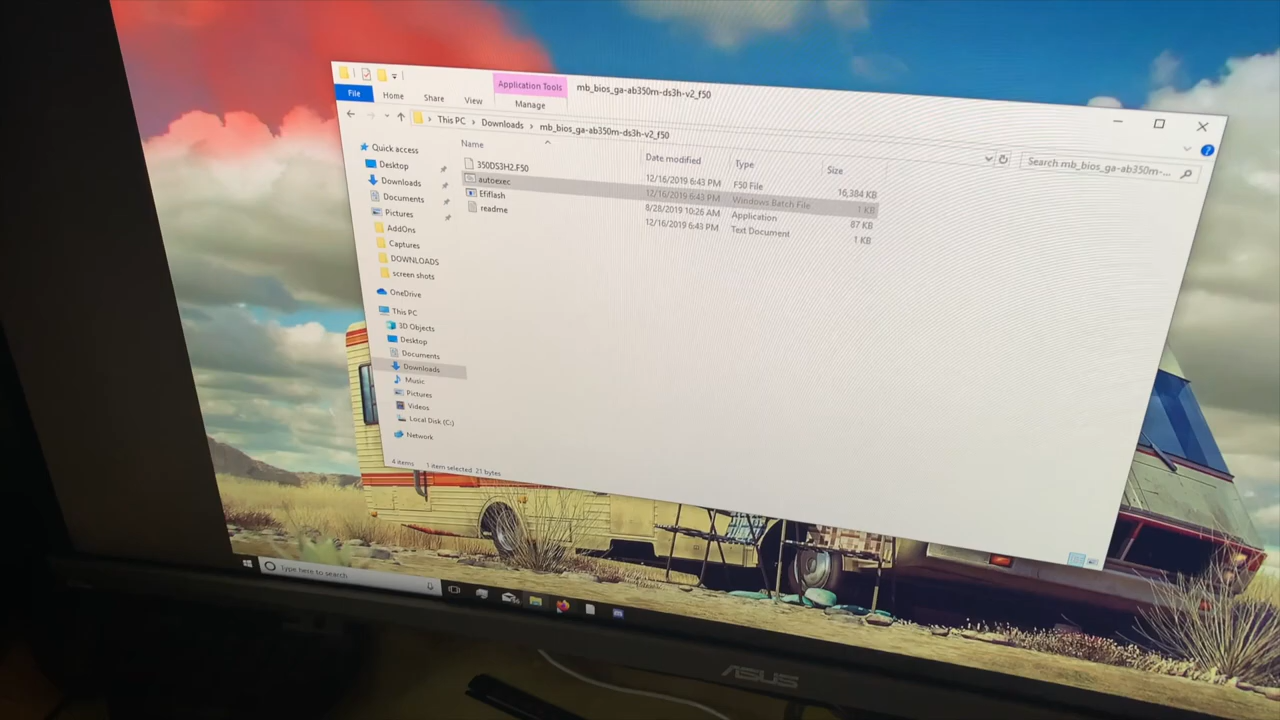 Application Tools
mb_bios_ga-ab350m-ds3h-v2_f50
File
Home
Share
View
Manage
This PC
Downloads
mb_bios_ga-ab350m-ds3h-v2_f50
Search mb_bios_ga-ab350m-...
Name
Date modified
Type
Size
350DS3H2.F50
12/16/2019 6:43 PM
F50 File
16,384 KB
autoexec
12/16/2019 6:43 PM
Windows Batch File
1 KB
Efiflash
8/28/2019 10:26 AM
Application
87 KB
readme
12/16/2019 6:43 PM
Text Document
1 KB
Quick access
Desktop
Downloads
Documents
Pictures
AddOns
Captures
DOWNLOADS
screen shots
OneDrive
This PC
3D Objects
Desktop
Documents
Downloads
Music
Pictures
Videos
Local Disk (C:)
Network
4 items
1 item selected 21 bytes
Type here to search
ASUS